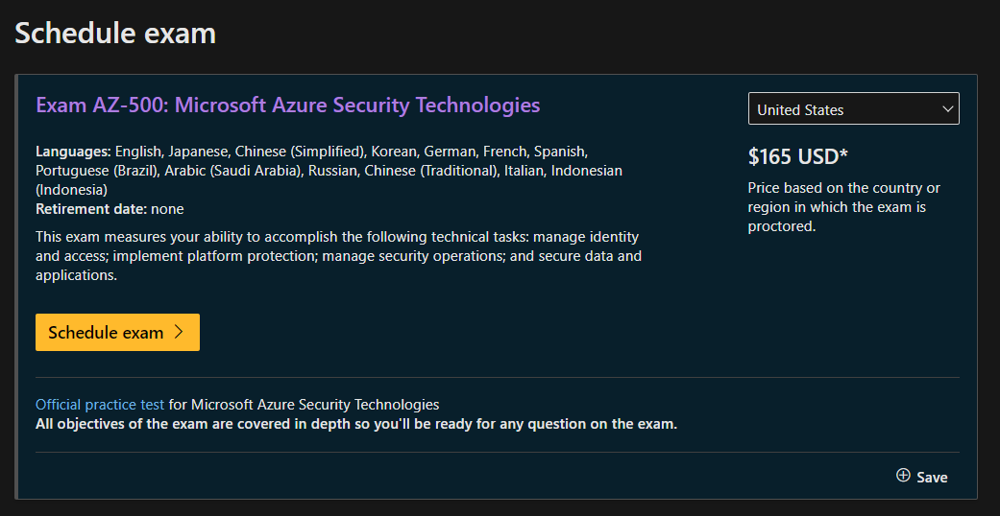 Schedule exam
Exam AZ-500: Microsoft Azure Security Technologies
Languages: English, Japanese, Chinese (Simplified), Korean, German, French, Spanish,
Portuguese (Brazil), Arabic (Saudi Arabia), Russian, Chinese (Traditional), Italian, Indonesian
(Indonesia)
Retirement date: none
This exam measures your ability to accomplish the following technical tasks: manage identity
and access; implement platform protection; manage security operations; and secure data and
applications.
Schedule exam
United States
$165 USD*
Price based on the country or
region in which the exam is
proctored.
Official practice test for Microsoft Azure Security Technologies
All objectives of the exam are covered in depth so you'll be ready for any question on the exam.
Save